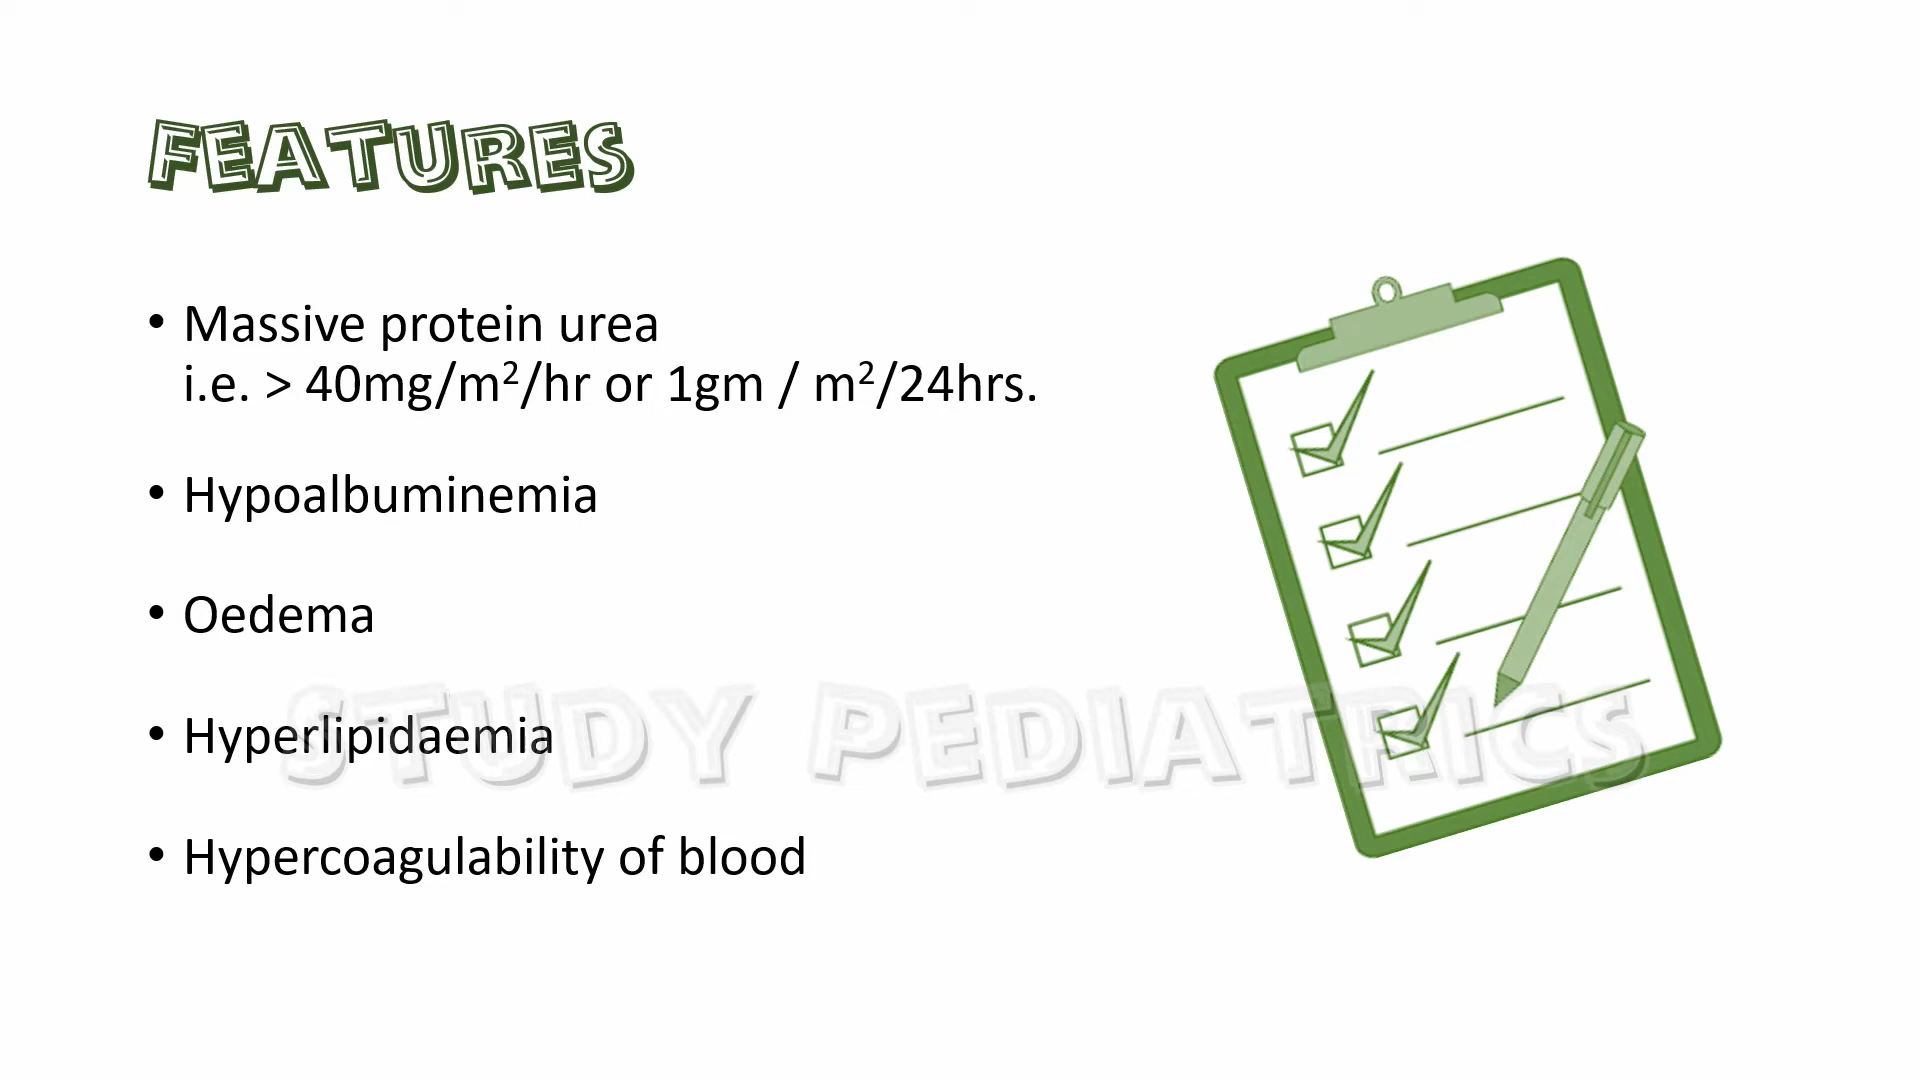 FEATURES
• Massive protein urea
i.e. > 40mg/m²/hr or 1gm / m²/24hrs.
• Hypoalbuminemia
• Oedema
• Hyperlipidaemia
STUDY PEDIATRICS
• Hypercoagulability of blood